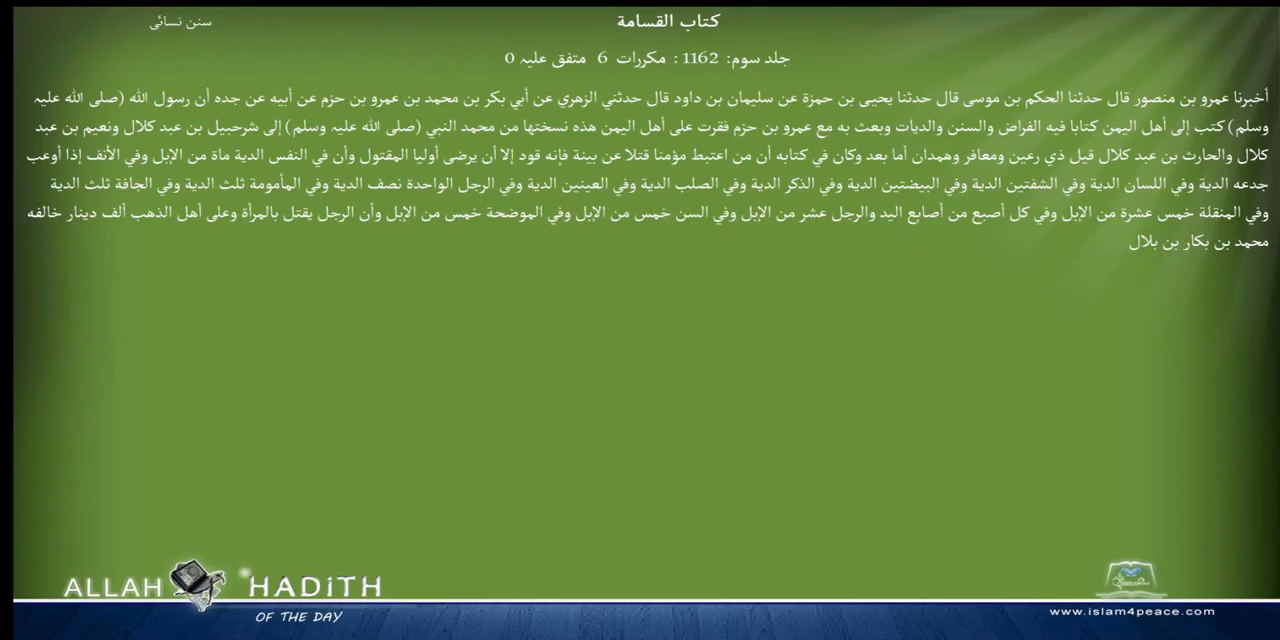 سنن نسائی
كتاب القسامة
جلد سوم: 1162 : مکررات 6 متفق علیہ 0
أخبرنا عمرو بن منصور قال حدثنا الحكم بن موسى قال حدثنا يحيى بن حمزة عن سليمان بن داود قال حدثني الزهري عن أبي بكر بن محمد بن عمرو بن حزم عن أبيه عن جده أن رسول الله (صلی اللہ علیہ
وسلم) كتب إلى أهل اليمن كتابا فيه الفراض والسنن والديات وبعث به مع عمرو بن حزم فقرت على أهل اليمن هذه نسختها من محمد النبي (صلی اللہ علیہ وسلم) إلى شرحبيل بن عبد كلال ونعيم بن عبد
كلال والحارث بن عبد كلال قيل ذي رعين ومعافر وهمدان أما بعد وكان في كتابه أن من اعتبط مؤمنا قتلا عن بينة فإنه قود إلا أن يرضى أوليا المقتول وأن في النفس الدية ماة من الإبل وفي الأنف إذا أوعب
جدعه الدية وفي اللسان الدية وفي الشفتين الدية وفي البيضتين الدية وفي الذكر الدية وفي الصلب الدية وفي العينين الدية وفي الرجل الواحدة نصف الدية وفي المأمومة ثلث الدية وفي الجافة ثلث الدية
وفي المنقلة خمس عشرة من الإبل وفي كل أصبع من أصابع اليد والرجل عشر من الإبل وفي السن خمس من الإبل وفي الموضحة خمس من الإبل وأن الرجل يقتل بالمرأة وعلى أهل الذهب ألف دينار خالفه
محمد بن بكار بن بلال
ALLAH HADITH
OF THE DAY
www.islam4peace.com